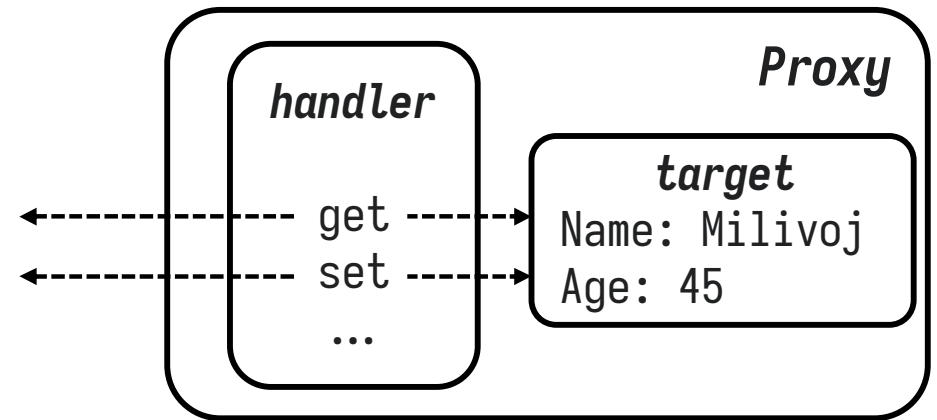 Proxy
handler
get
set
...
target
Name: Milivoj
Age: 45